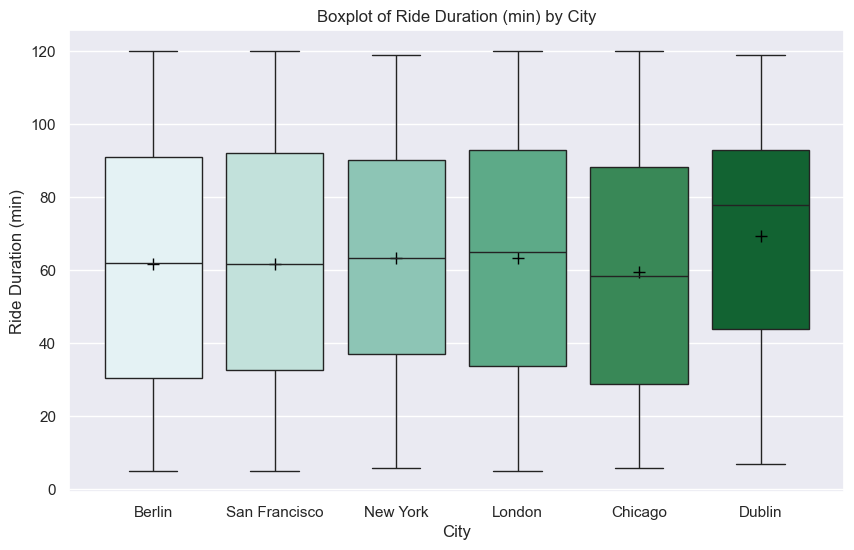 Boxplot of Ride Duration (min) by City
Ride Duration (min)
120
100
80
60
40
20
0
Berlin San Francisco New York London Chicago Dublin
City